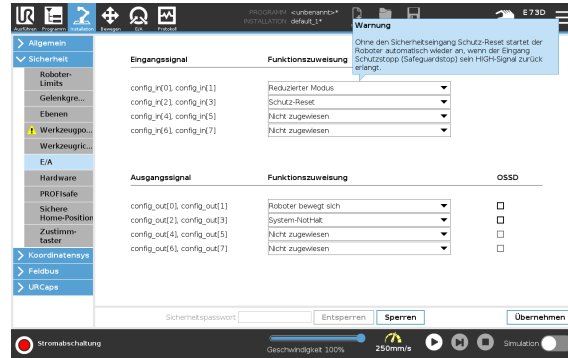 Ausführen Programm Installation Bewegen E/A Protokoll
PROGRAMM <unbenannt>*
INSTALLATION default_1*
E73D
Warnung
Ohne den Sicherheitseingang Schutz-Reset startet der
Roboter automatisch wieder an, wenn der Eingang
Schutzstopp (Safeguardstop) sein HIGH-Signal zurück
erlangt.
Allgemein
Sicherheit
Roboter-
Limits
Gelenkgre...
Ebenen
Werkzeugpo...
Werkzeugric...
E/A
Hardware
PROFIsafe
Sichere
Home-Position
Zustimm-
taster
Koordinatensys
Feldbus
URCaps
Eingangssignal Funktionszuweisung
config_in[0], config_in[1] Reduzierter Modus
config_in[2], config_in[3] Schutz-Reset
config_in[4], config_in[5] Nicht zugewiesen
config_in[6], config_in[7] Nicht zugewiesen
Ausgangssignal Funktionszuweisung OSSD
config_out[0], config_out[1] Roboter bewegt sich
config_out[2], config_out[3] System-NotHalt
config_out[4], config_out[5] Nicht zugewiesen
config_out[6], config_out[7] Nicht zugewiesen
Sicherheitspasswort Entsperren Sperren Übernehmen
Stromabschaltung
Geschwindigkeit 100%
250mm/s
Simulation